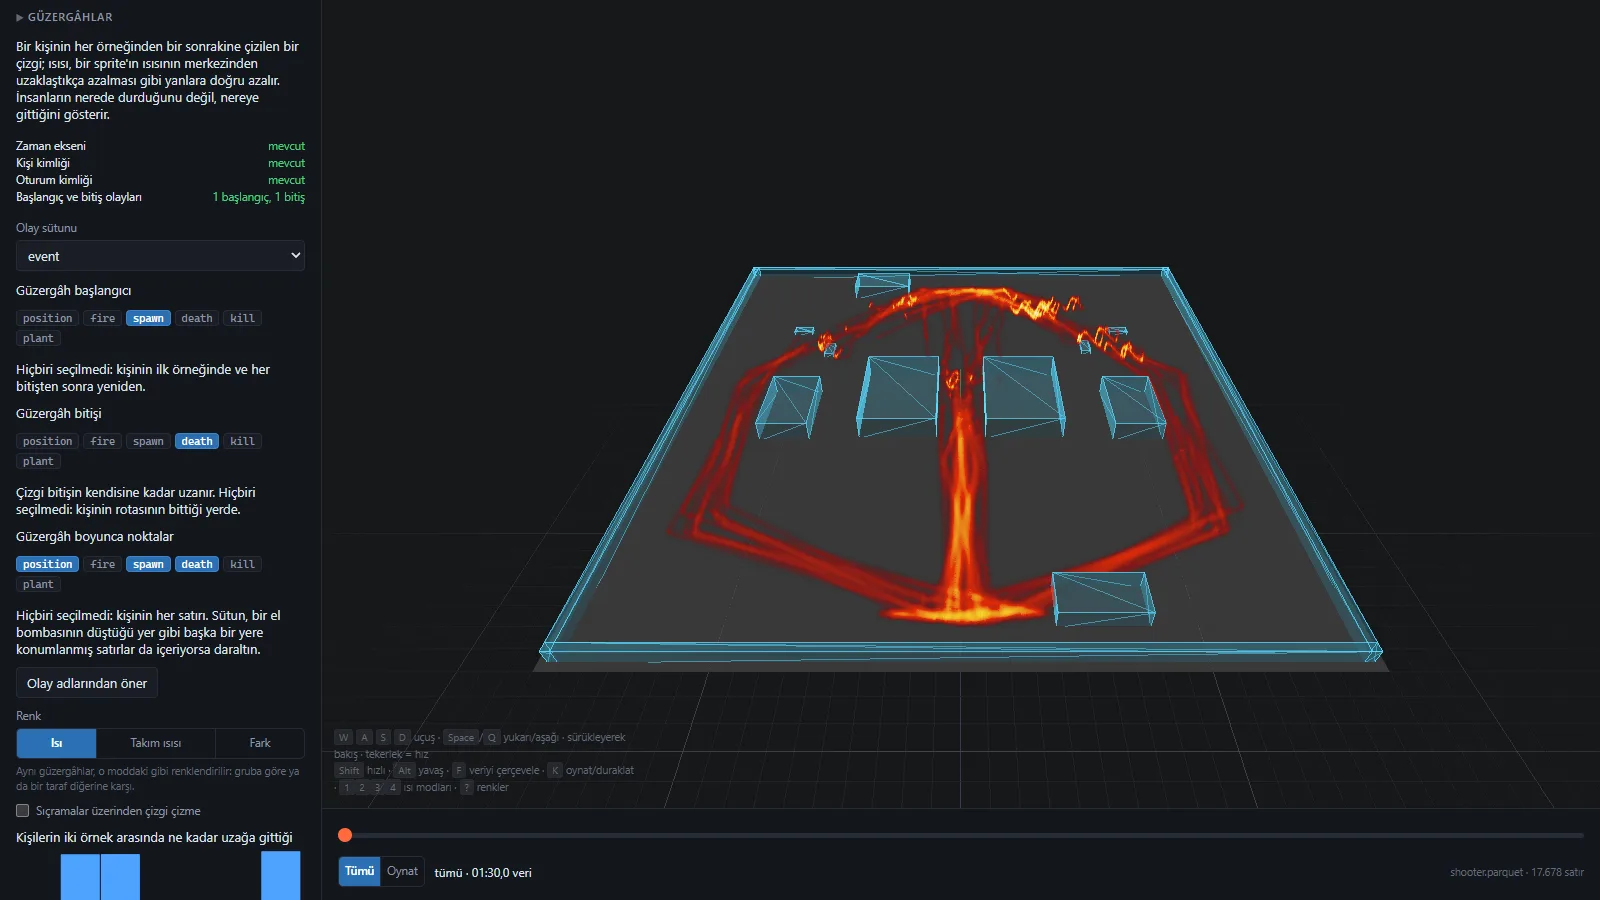 ▶ GÜZERGÂHLAR
Bir kişinin her örneğinden bir sonrakine çizilen bir
çizgi; ısısı, bir sprite'ın ısısının merkezinden
uzaklaştıkça azalması gibi yanlara doğru azalır.
İnsanların nerede durduğunu değil, nereye
gittiğini gösterir.
Zaman ekseni mevcut
Kişi kimliği mevcut
Oturum kimliği mevcut
Başlangıç ve bitiş olayları 1 başlangıç, 1 bitiş
Olay sütunu
event
Güzergâh başlangıcı
position fire spawn death kill
plant
Hiçbiri seçilmedi: kişinin ilk örneğinde ve her
bitişten sonra yeniden.
Güzergâh bitişi
position fire spawn death kill
plant
Çizgi bitişin kendisine kadar uzanır. Hiçbiri
seçilmedi: kişinin rotasının bittiği yerde.
Güzergâh boyunca noktalar
position fire spawn death kill
plant
Hiçbiri seçilmedi: kişinin her satırı. Sütun, bir el
bombasının düştüğü yer gibi başka bir yere
konumlanmış satırlar da içeriyorsa daraltın.
Olay adlarından öner
Renk
Isı Takım ısısı Fark
Aynı güzergâhlar, o moddaki gibi renklendirilir: gruba göre ya
da bir taraf diğerine karşı.
Sıçramalar üzerinden çizgi çizme
Kişilerin iki örnek arasında ne kadar uzağa gittiği
W A S D uçuş · Space / Q yukarı/aşağı · sürükleyerek
bakış · tekerlek = hız
Shift hızlı · Alt yavaş · F veriyi çerçevele · K oynat/duraklat
· 1 2 3 4 ısı modları · ? renkler
Tümü Oynat tümü · 01:30,0 veri
shooter.parquet · 17.678 satır